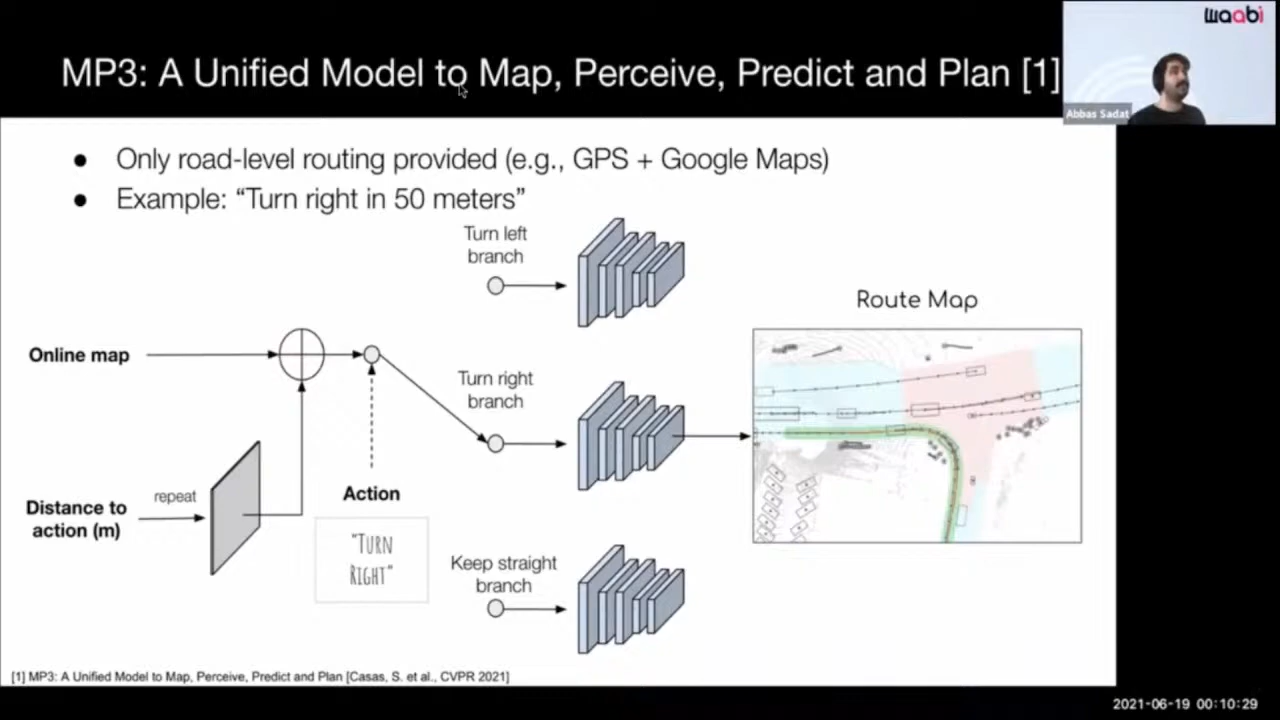 waabi
MP3: A Unified Model to Map, Perceive, Predict and Plan [1]
Abbas Sadat
● Only road-level routing provided (e.g., GPS + Google Maps)
● Example: “Turn right in 50 meters”
Turn left
branch
Route Map
Online map
Turn right
branch
Distance to
action (m)
repeat
Action
"TURN
RIGHT"
Keep straight
branch
[1] MP3: A Unified Model to Map, Perceive, Predict and Plan [Casas, S. et al., CVPR 2021]
2021-06-19 00:10:29